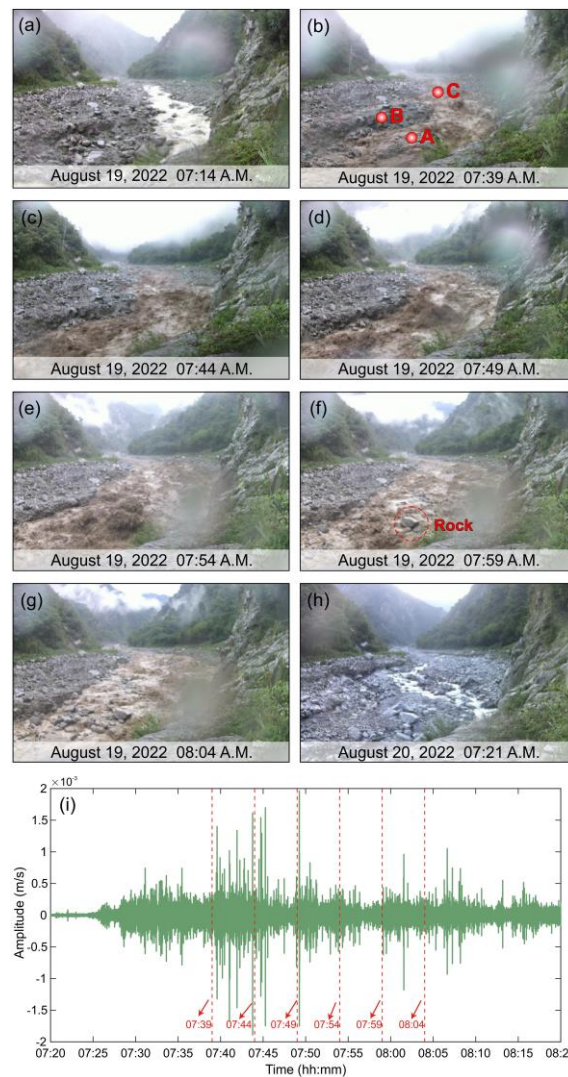 (a)
August 19, 2022 07:14 A.M.
(b)
C
B
A
August 19, 2022 07:39 A.M.
(c)
August 19, 2022 07:44 A.M.
(d)
August 19, 2022 07:49 A.M.
(e)
August 19, 2022 07:54 A.M.
(f)
Rock
August 19, 2022 07:59 A.M.
(g)
August 19, 2022 08:04 A.M.
(h)
August 20, 2022 07:21 A.M.
(i)
× 10⁻³
2
1.5
1
0.5
0
-0.5
-1
-1.5
-2
Amplitude (m/s)
07:39 07:44 07:49 07:54 07:59 08:04
07:20 07:25 07:30 07:35 07:40 07:45 07:50 07:55 08:00 08:05 08:10 08:15 08:2
Time (hh:mm)